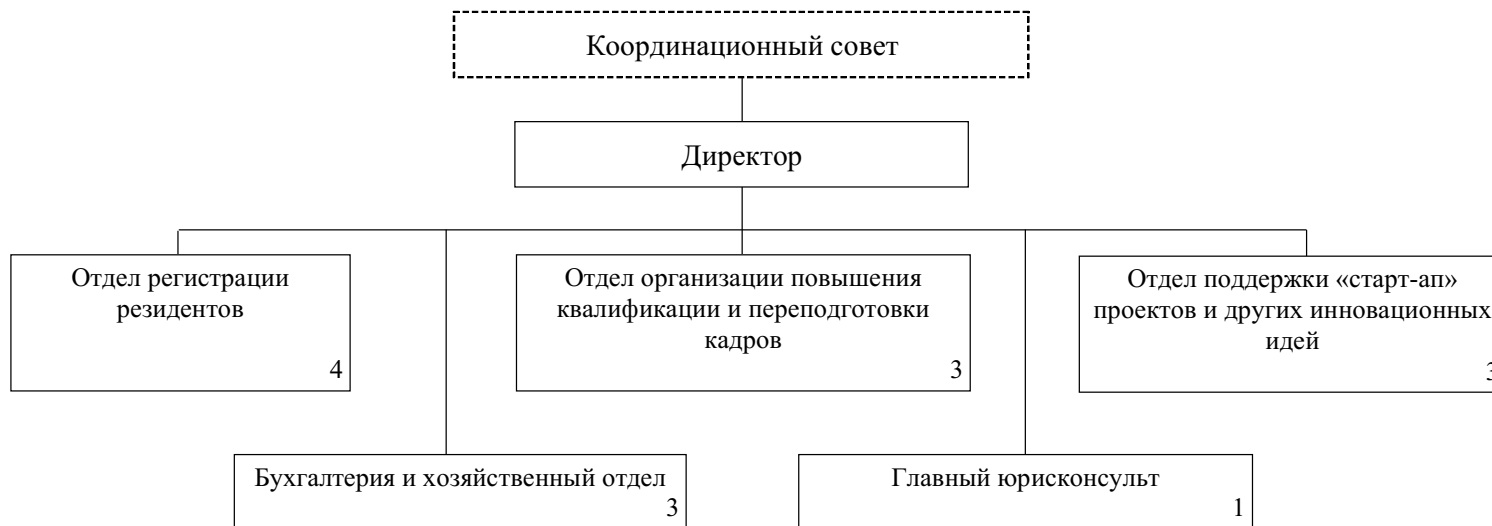 Координационный совет
Директор
Отдел регистрации
резидентов
4
Отдел организации повышения
квалификации и переподготовки
кадров
3
Отдел поддержки «старт-ап»
проектов и других инновационных
идей
3
Бухгалтерия и хозяйственный отдел
3
Главный юрисконсульт
1